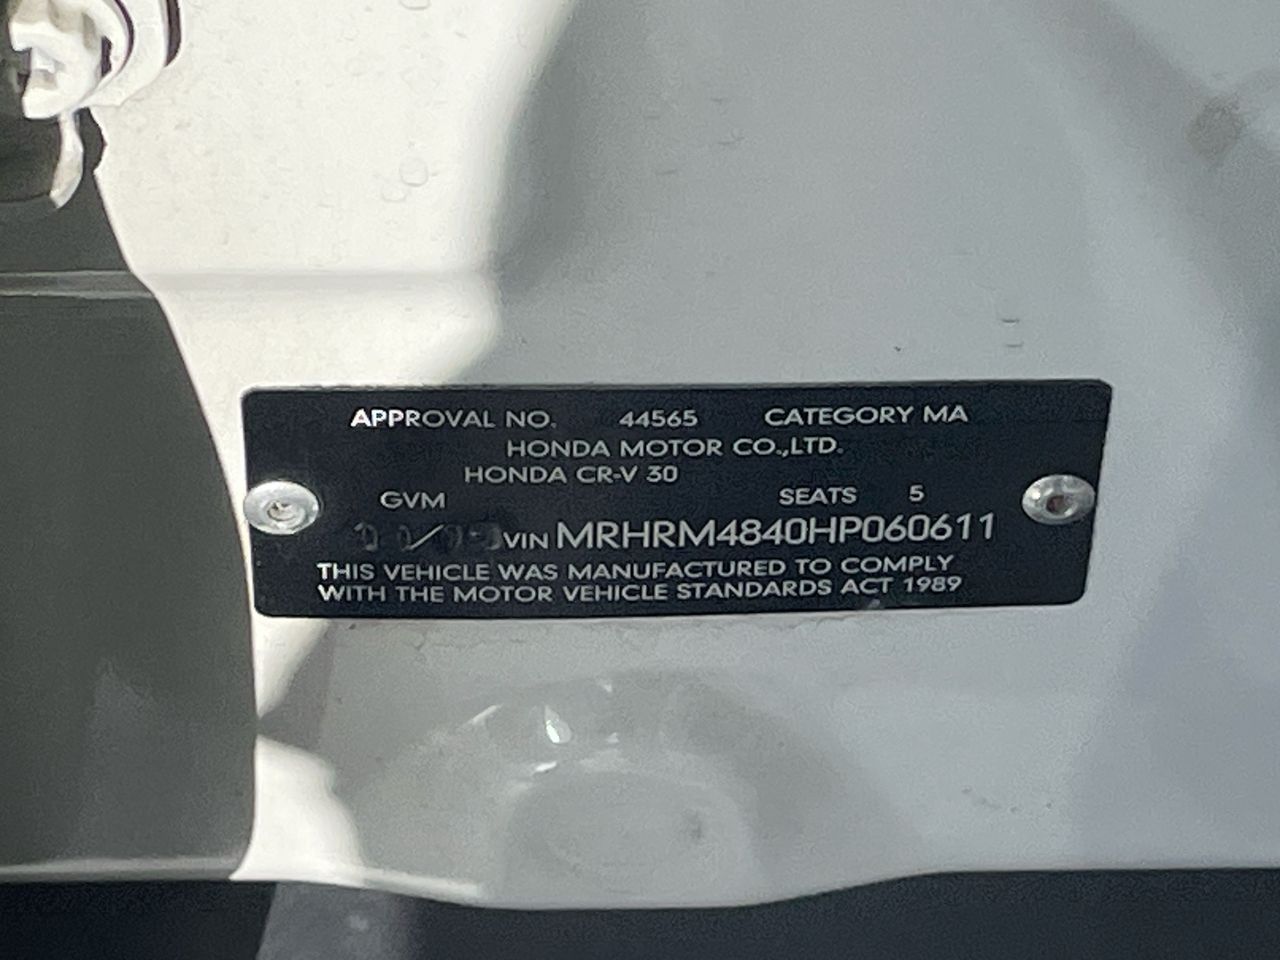 APPROVAL NO. 44565 CATEGORY MA
HONDA MOTOR CO.,LTD.
HONDA CR-V 30
GVM SEATS 5
VIN MRHRM4840HP060611
THIS VEHICLE WAS MANUFACTURED TO COMPLY
WITH THE MOTOR VEHICLE STANDARDS ACT 1989